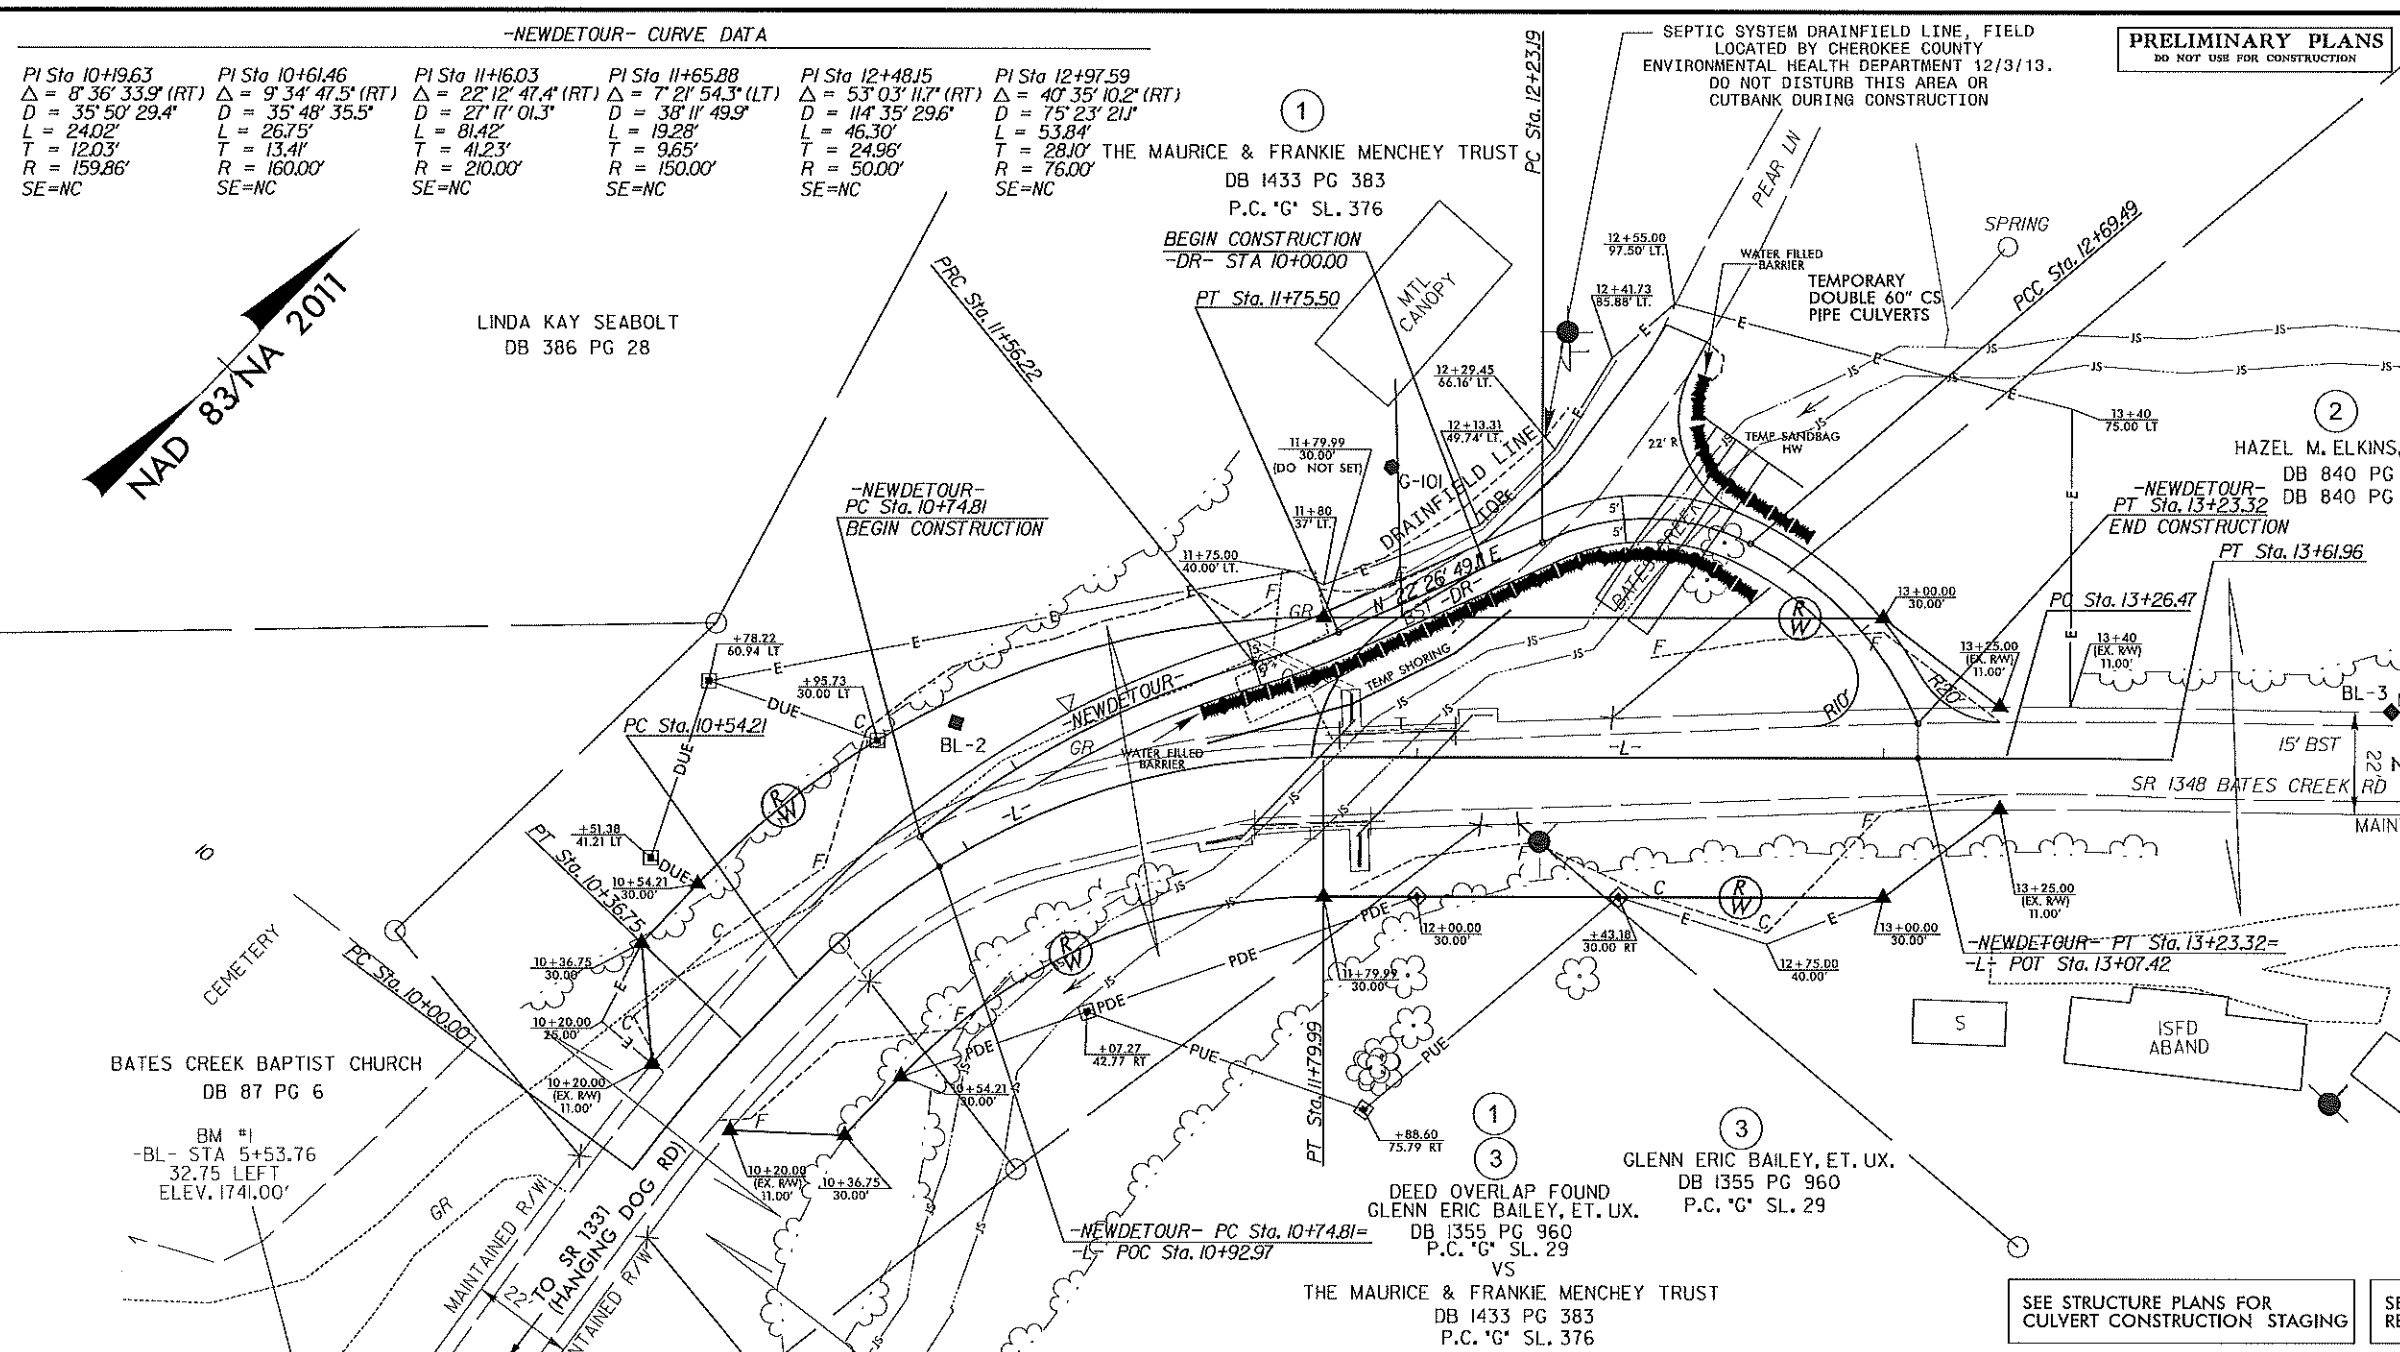 -NEWDETOUR- CURVE DATA
PI Sta 10+19.63
Δ = 8° 36' 33.9" (RT)
D = 35° 50' 29.4"
L = 24.02'
T = 12.03'
R = 159.86'
SE=NC
PI Sta 10+61.46
Δ = 9° 34' 47.5" (RT)
D = 35° 48' 35.5"
L = 26.75'
T = 13.41'
R = 160.00'
SE=NC
PI Sta 11+16.03
Δ = 22° 12' 47.4" (RT)
D = 27° 17' 01.3"
L = 81.42'
T = 41.23'
R = 210.00'
SE=NC
PI Sta 11+65.88
Δ = 7° 21' 54.3" (LT)
D = 38° 11' 49.9"
L = 19.28'
T = 9.65'
R = 150.00'
SE=NC
PI Sta 12+48.15
Δ = 53° 03' 11.7" (RT)
D = 114° 35' 29.6"
L = 46.30'
T = 24.96'
R = 50.00'
SE=NC
PI Sta 12+97.59
Δ = 40° 35' 10.2" (RT)
D = 75° 23' 21.1"
L = 53.84'
T = 28.10'
R = 76.00'
SE=NC
SEPTIC SYSTEM DRAINFIELD LINE, FIELD
LOCATED BY CHEROKEE COUNTY
ENVIRONMENTAL HEALTH DEPARTMENT 12/3/13.
DO NOT DISTURB THIS AREA OR
CUTBANK DURING CONSTRUCTION
PRELIMINARY PLANS
DO NOT USE FOR CONSTRUCTION
1
THE MAURICE & FRANKIE MENCHEY TRUST
DB 1433 PG 383
P.C. "G" SL. 376
BEGIN CONSTRUCTION
-DR- STA 10+00.00
PT Sta. 11+75.50
PC Sta. 12+23.19
PEAR LN
SPRING
PCC Sta. 12+69.49
PRC Sta. 11+56.22
MTL
CANOPY
12+55.00
97.50' LT.
12+41.73
85.88' LT.
WATER FILLED
BARRIER
TEMPORARY
DOUBLE 60" CS
PIPE CULVERTS
NAD 83/NA 2011
LINDA KAY SEABOLT
DB 386 PG 28
12+29.45
66.16' LT.
12+13.31
49.74' LT.
11+79.99
30.00'
(DO NOT SET)
G-101
DRAINFIELD LINE
TOP
22' R
TEMP SANDBAG
HW
13+40
75.00 LT
2
HAZEL M. ELKINS,
DB 840 PG
DB 840 PG
-NEWDETOUR-
PT Sta. 13+23.32
END CONSTRUCTION
PT Sta. 13+61.96
-NEWDETOUR-
PC Sta. 10+74.81
BEGIN CONSTRUCTION
11+80
37' LT.
11+75.00
40.00' LT.
N 22° 26' 49.1" E
BST -DR-
GR
5'
5'
BATES CREEK
R
W
13+00.00
30.00'
PC Sta. 13+26.47
13+25.00
(EX. R/W)
11.00'
13+40
(EX. R/W)
11.00'
BL-3
+78.22
60.94 LT
+95.73
30.00 LT
DUE
PC Sta. 10+54.21
BL-2
-NEWDETOUR-
GR
WATER FILLED
BARRIER
TEMP SHORING
R10'
R20'
-L-
15' BST
22'
SR 1348 BATES CREEK RD
MAIN
DUE
R
W
-L-
+51.38
41.21 LT
DUE
10+54.21
30.00'
PT Sta. 10+36.75
10
CEMETERY
PC Sta. 10+00.00
10+36.75
30.00'
10+20.00
25.00'
10+20.00
(EX. R/W)
11.00'
BATES CREEK BAPTIST CHURCH
DB 87 PG 6
BM #1
-BL- STA 5+53.76
32.75 LEFT
ELEV. 1741.00'
GR
MAINTAINED R/W
22'
TO SR 1331
(HANGING DOG RD)
10+20.00
(EX. R/W)
11.00'
10+36.75
30.00'
10+54.21
30.00'
R
W
PDE
PDE
PDE
PDE
+07.27
42.77 RT
PUE
PUE
+88.60
75.79 RT
PT Sta. 11+79.99
11+79.99
30.00'
12+00.00
30.00'
+43.18
30.00 RT
R
W
12+75.00
40.00'
13+00.00
30.00'
13+25.00
(EX. R/W)
11.00'
-NEWDETOUR- PT Sta. 13+23.32=
-L- POT Sta. 13+07.42
S
ISFD
ABAND
-NEWDETOUR- PC Sta. 10+74.81=
-L- POC Sta. 10+92.97
1
3
DEED OVERLAP FOUND
GLENN ERIC BAILEY, ET. UX.
DB 1355 PG 960
P.C. "G" SL. 29
VS
THE MAURICE & FRANKIE MENCHEY TRUST
DB 1433 PG 383
P.C. "G" SL. 376
3
GLENN ERIC BAILEY, ET. UX.
DB 1355 PG 960
P.C. "G" SL. 29
SEE STRUCTURE PLANS FOR
CULVERT CONSTRUCTION STAGING